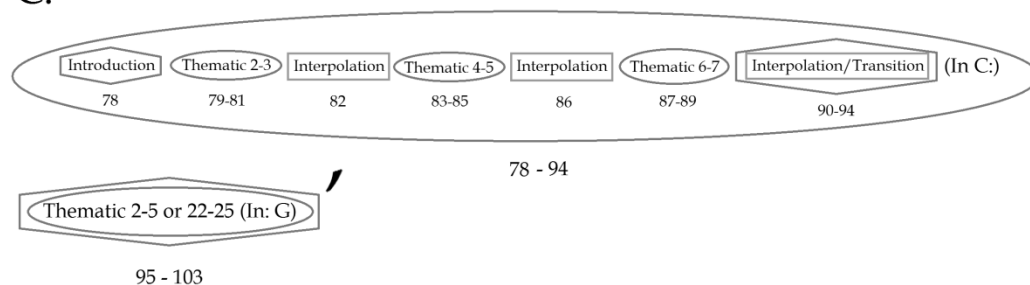 C.
Introduction Thematic 2-3 Interpolation Thematic 4-5 Interpolation Thematic 6-7 Interpolation/Transition (In C:)
78 79-81 82 83-85 86 87-89 90-94
78 - 94
Thematic 2-5 or 22-25 (In: G) ,
95 - 103